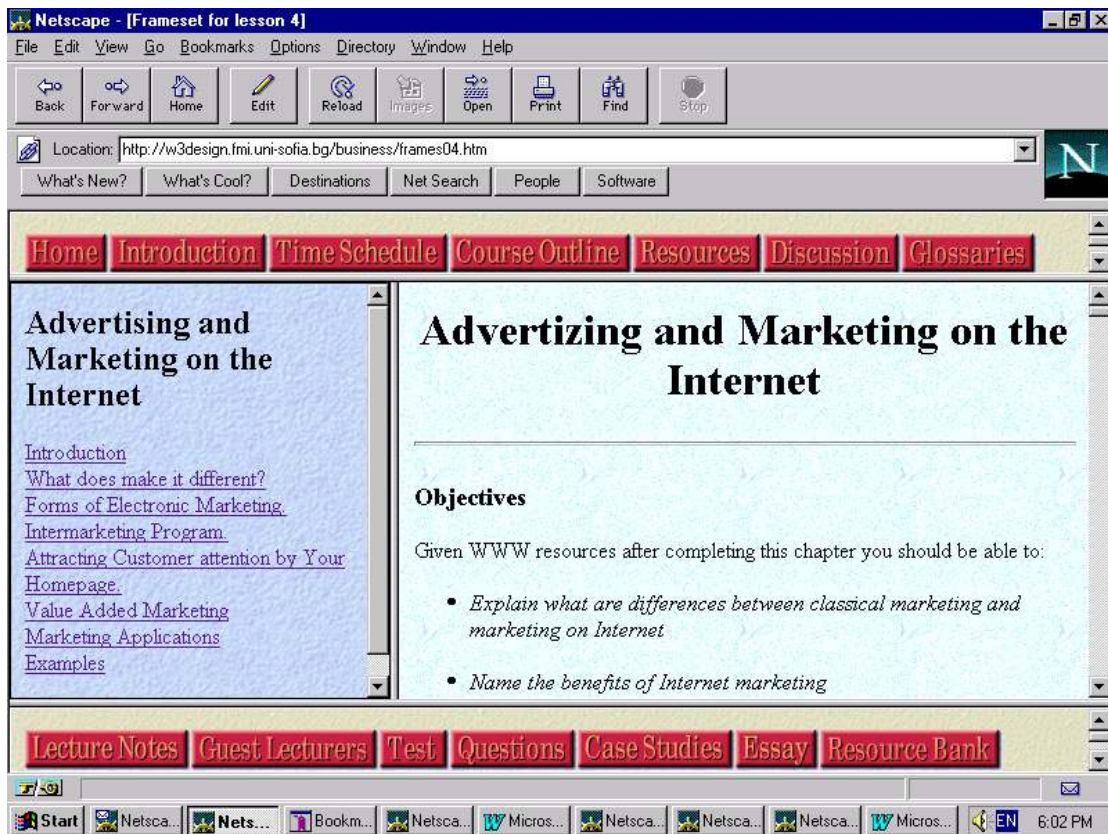 Netscape - [Frameset for lesson 4]
File Edit View Go Bookmarks Options Directory Window Help
Back Forward Home Edit Reload Images Open Print Find Stop
Location: http://w3design.fmi.uni-sofia.bg/business/frames04.htm
N
What's New? What's Cool? Destinations Net Search People Software
Home Introduction Time Schedule Course Outline Resources Discussion Glossaries
Advertising and
Marketing on the
Internet
Introduction
What does make it different?
Forms of Electronic Marketing.
Intermarketing Program.
Attracting Customer attention by Your
Homepage.
Value Added Marketing
Marketing Applications
Examples
Advertizing and Marketing on the
Internet
Objectives
Given WWW resources after completing this chapter you should be able to:
• Explain what are differences between classical marketing and
marketing on Internet
• Name the benefits of Internet marketing
Lecture Notes Guest Lecturers Test Questions Case Studies Essay Resource Bank
Start Netsca... Nets... Bookm... Netsca... Micros... Netsca... Netsca... Netsca... Micros... EN 6:02 PM